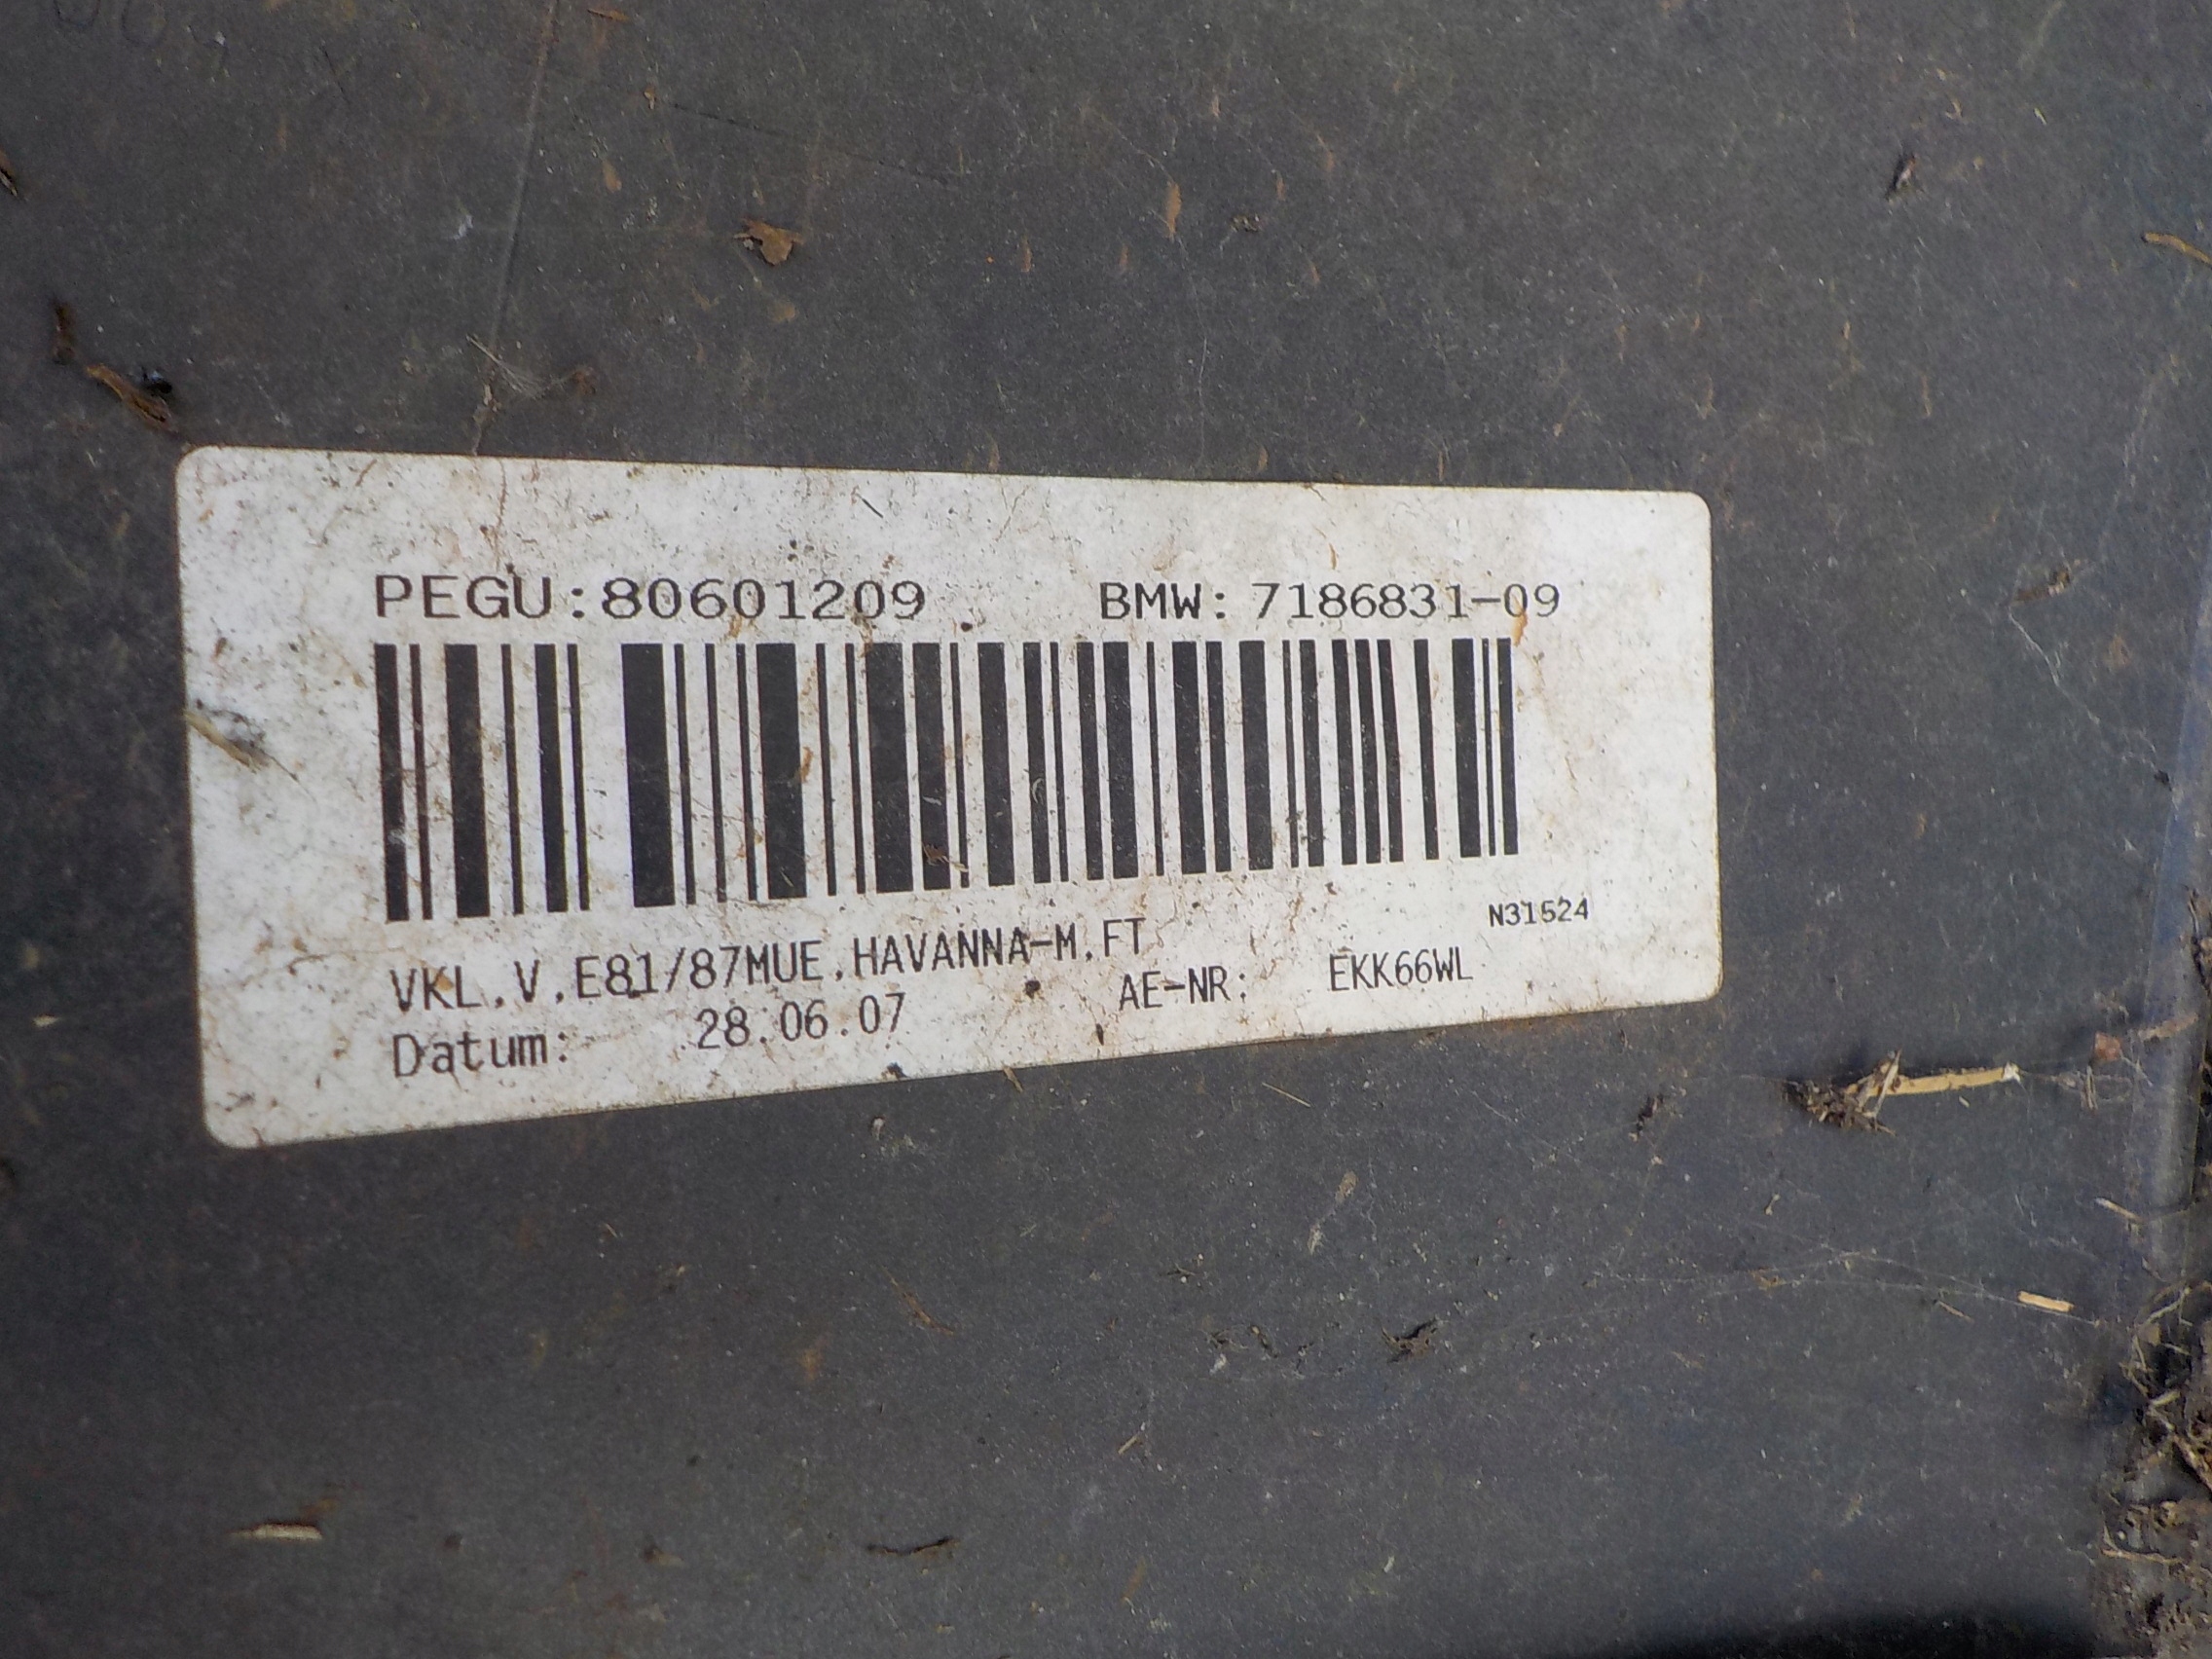 PEGU:80601209 BMW: 7186831-09
N31524
VKL.V.E81/87MUE.HAVANNA-M.FT
Datum: 28.06.07 AE-NR: EKK66WL